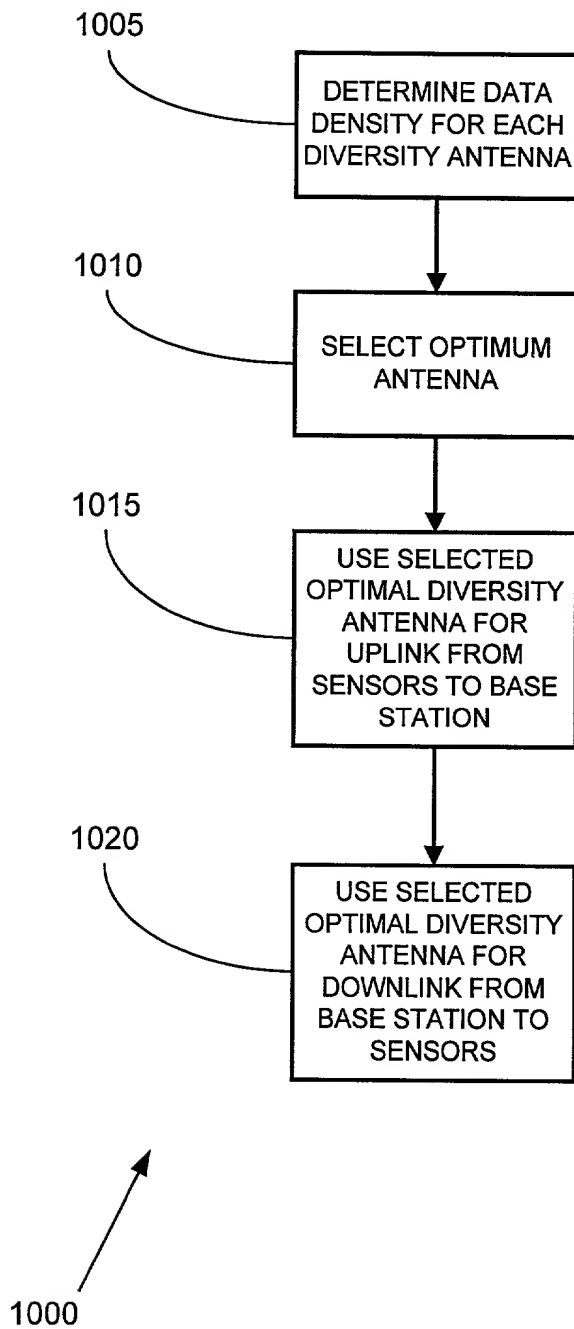 1005
DETERMINE DATA
DENSITY FOR EACH
DIVERSITY ANTENNA
1010
SELECT OPTIMUM
ANTENNA
1015
USE SELECTED
OPTIMAL DIVERSITY
ANTENNA FOR
UPLINK FROM
SENSORS TO BASE
STATION
1020
USE SELECTED
OPTIMAL DIVERSITY
ANTENNA FOR
DOWNLINK FROM
BASE STATION TO
SENSORS
1000